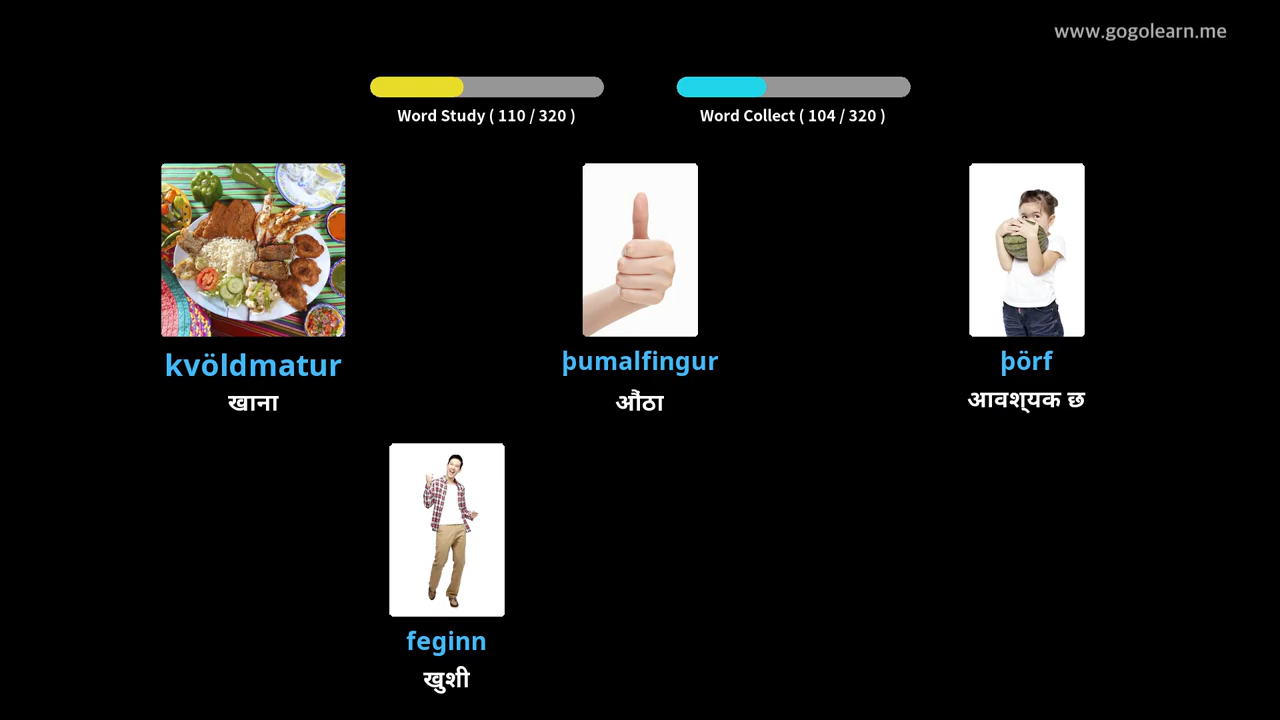 www.gogolearn.me
Word Study ( 110 / 320 )
Word Collect ( 104 / 320 )
kvöldmatur
खाना
þumalfingur
औंठा
þörf
आवश्यक छ
feginn
खुशी